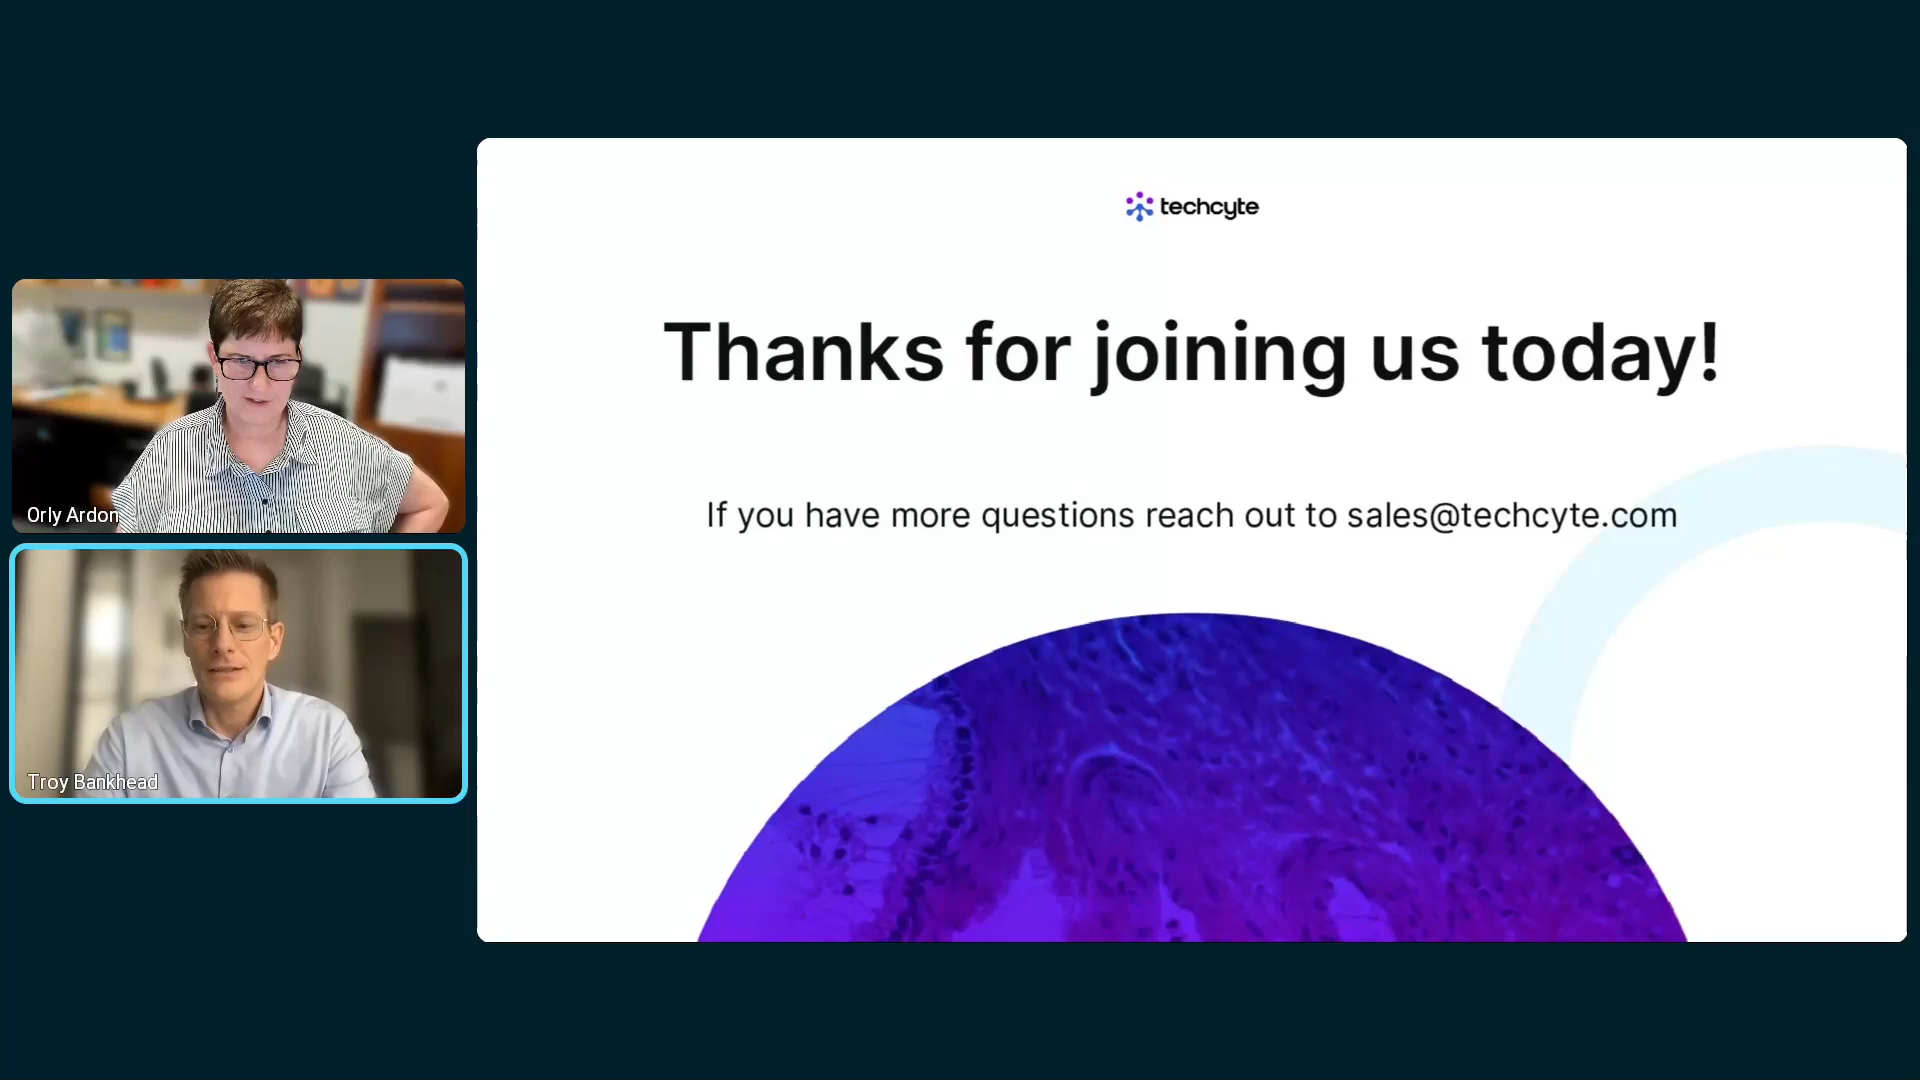 techcyte
Thanks for joining us today!
If you have more questions reach out to sales@techcyte.com
Orly Ardon
Troy Bankhead